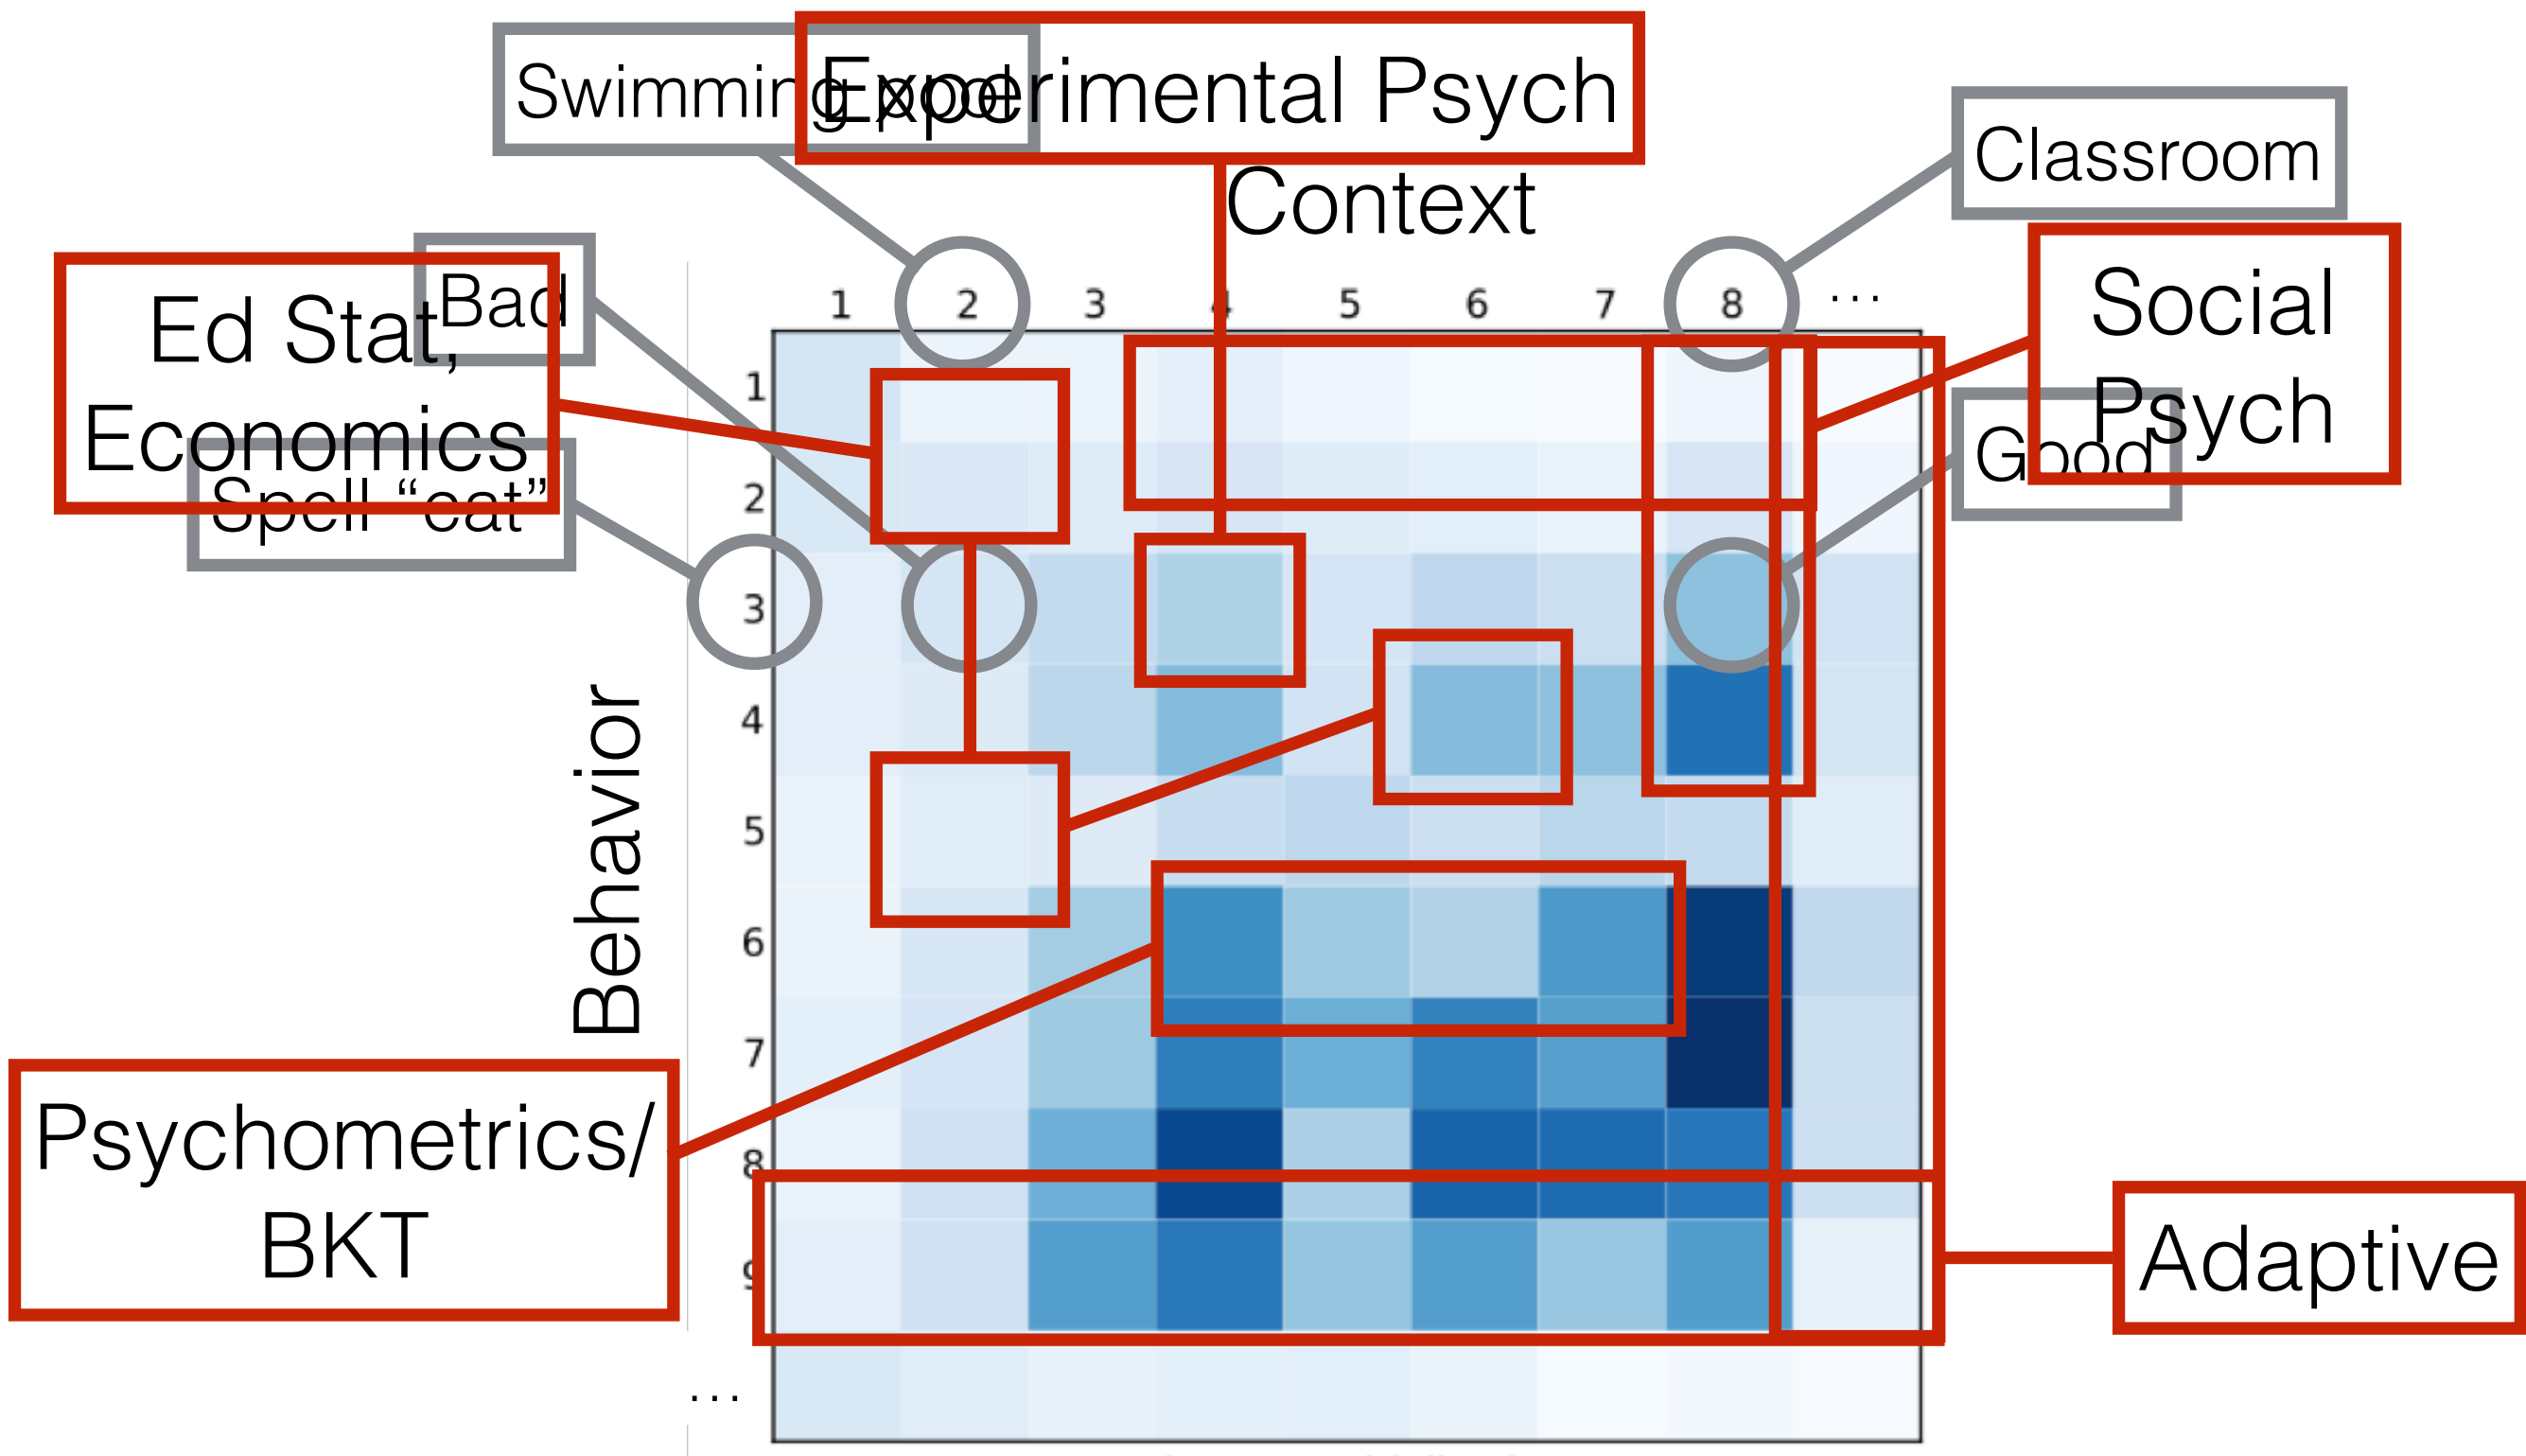 Swimming pool
Experimental Psych
Classroom
Context
Bad
Ed Stat,
Economics
Spell “cat”
Social
Psych
Good
1 2 3 4 5 6 7 8 ...
1
2
3
4
5
6
7
8
9
...
Behavior
Psychometrics/
BKT
Adaptive